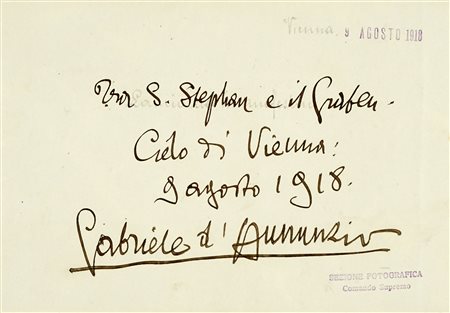 Vienna. 9 AGOSTO 1918
Tra S. Stephan e il Graben.
Cielo di Vienna:
9 agosto 1918.
Gabriele d'Annunzio
SEZIONE FOTOGRAFICA
Comando Supremo